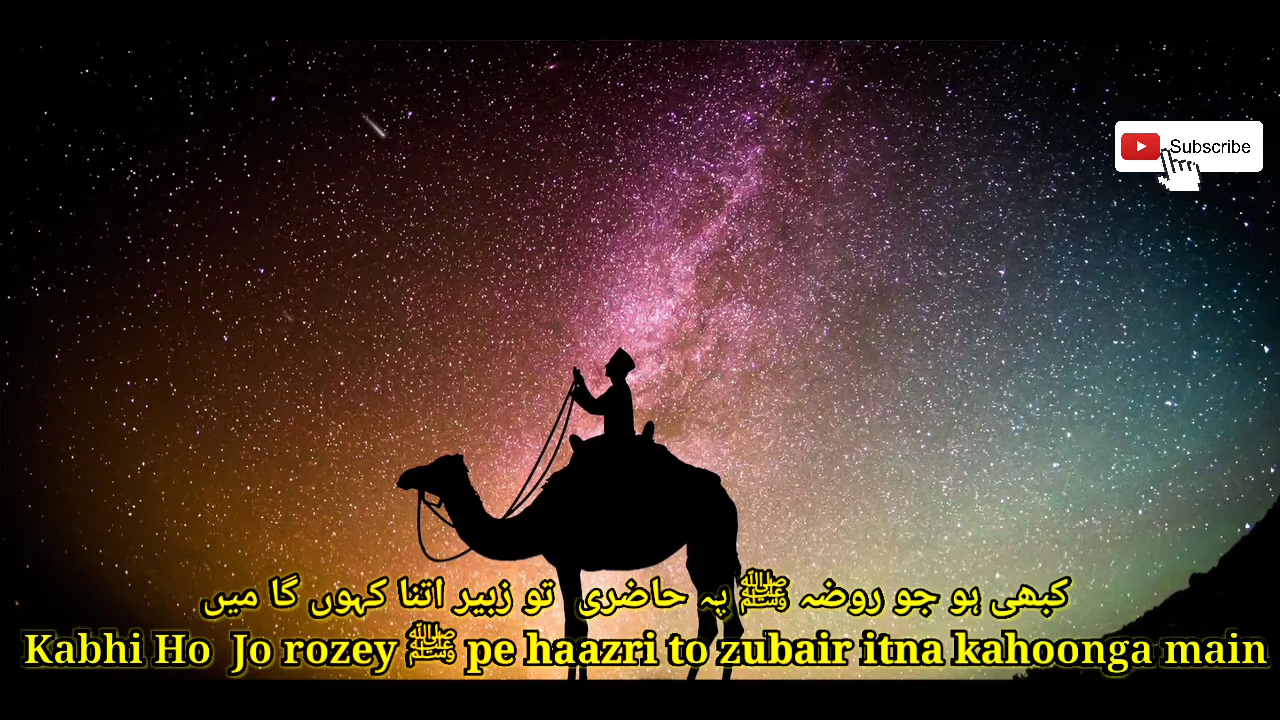 Subscribe
کبھی ہو جو روضہ ﷺ پہ حاضری تو زبیر اتنا کہوں گا میں
Kabhi Ho Jo rozey ﷺ pe haazri to zubair itna kahoonga main